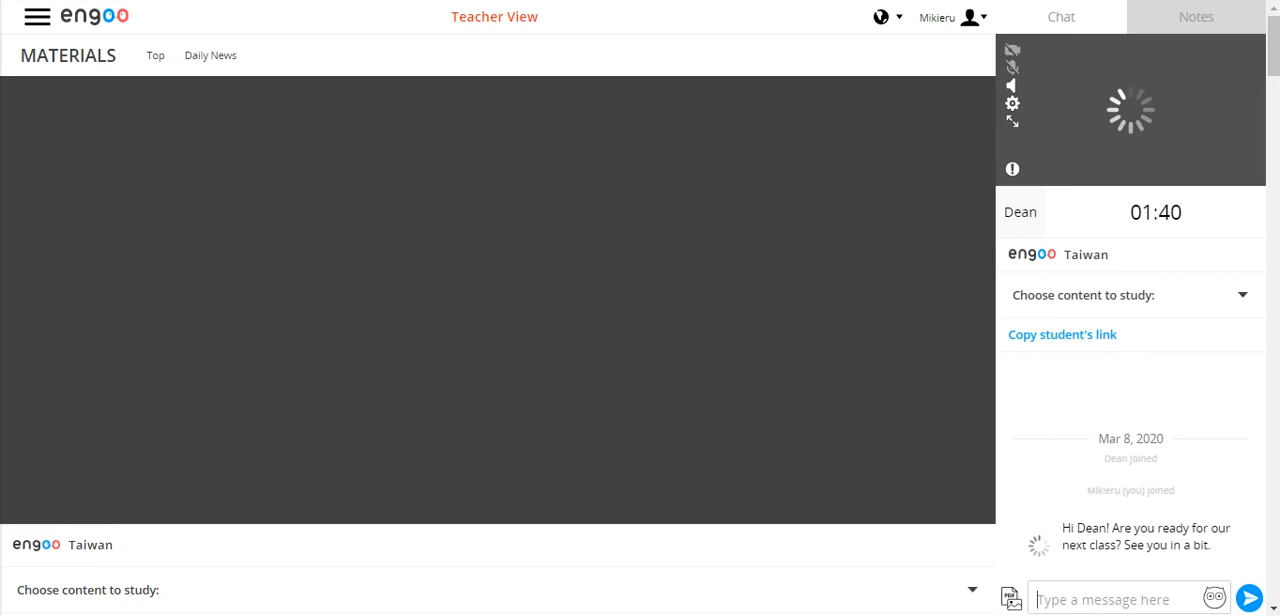 engoo
Teacher View
Mikieru
Chat
Notes
MATERIALS
Top
Daily News
Dean
01:40
engoo Taiwan
Choose content to study:
Copy student's link
Mar 8, 2020
Dean joined
Mikieru (you) joined
Hi Dean! Are you ready for our
next class? See you in a bit.
PDF
Type a message here
engoo Taiwan
Choose content to study: